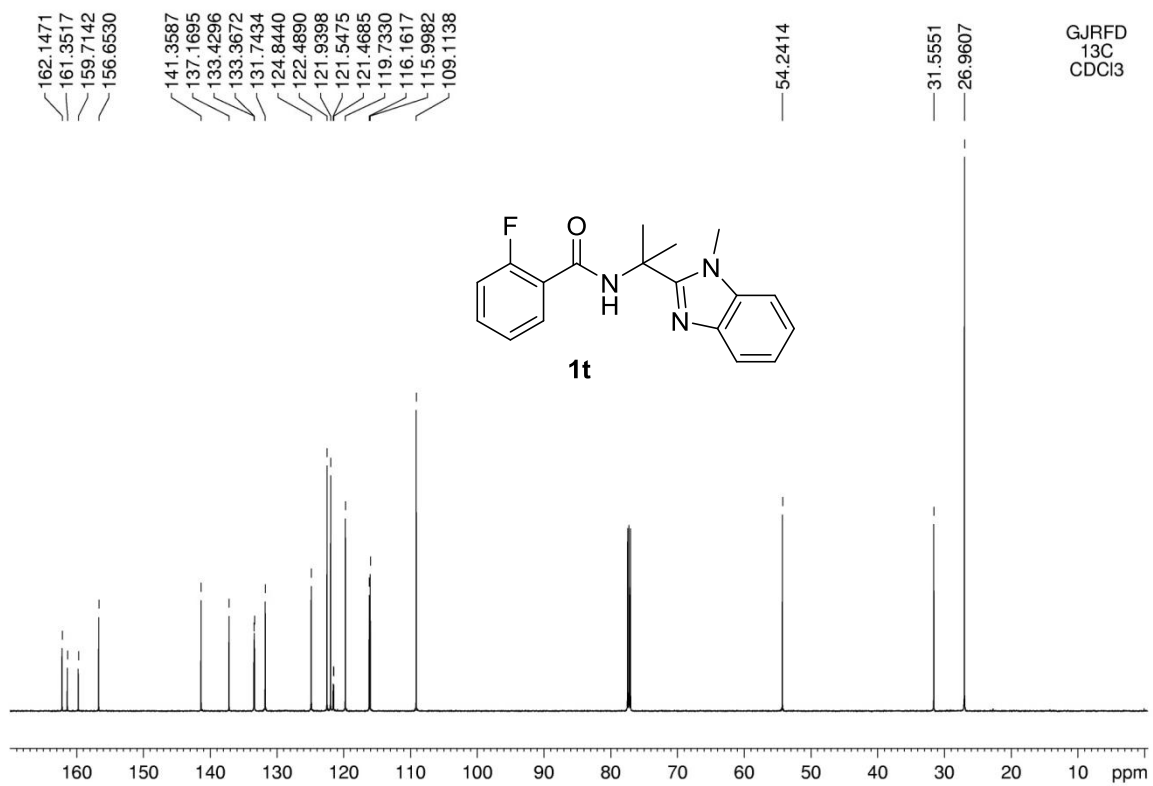 162.1471
161.3517
159.7142
156.6530
141.3587
137.1695
133.4296
133.3672
131.7434
124.8440
122.4890
121.9398
121.5475
121.4685
119.7330
116.1617
115.9982
109.1138
54.2414
31.5551
26.9607
GJRFD
13C
CDCl3
F
O
N
H
N
N
1t
160 150 140 130 120 110 100 90 80 70 60 50 40 30 20 10 ppm